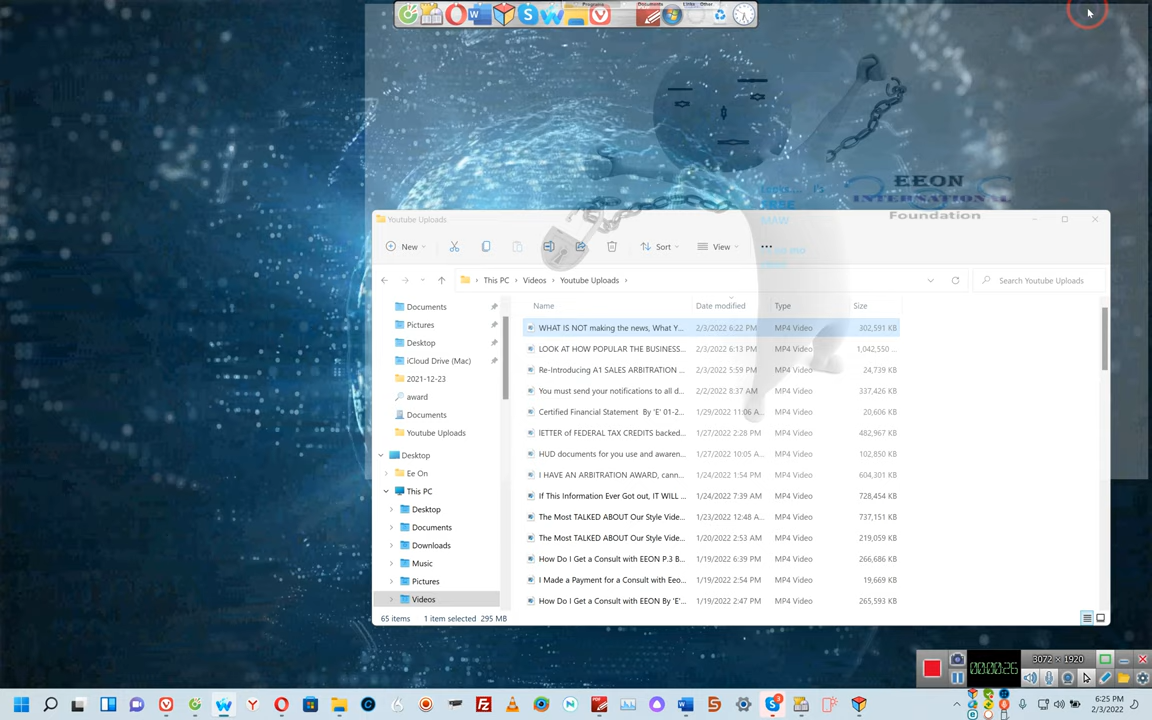 Programs Documents Links Other
Looks ... I's
FREE
MAW
EEON
INTERNATIONAL
Foundation
Youtube Uploads
New
Sort
View
This PC > Videos > Youtube Uploads >
Search Youtube Uploads
Name Date modified Type Size
Documents
Pictures
Desktop
iCloud Drive (Mac)
2021-12-23
award
Documents
Youtube Uploads
Desktop
Ee On
This PC
Desktop
Documents
Downloads
Music
Pictures
Videos
WHAT IS NOT making the news, What Y... 2/3/2022 6:22 PM MP4 Video 302,591 KB
LOOK AT HOW POPULAR THE BUSINESS... 2/3/2022 6:13 PM MP4 Video 1,042,550 ...
Re-Introducing A1 SALES ARBITRATION ... 2/3/2022 5:59 PM MP4 Video 24,739 KB
You must send your notifications to all d... 2/2/2022 8:37 AM MP4 Video 337,426 KB
Certified Financial Statement By 'E' 01-2... 1/29/2022 11:06 A... MP4 Video 20,606 KB
lETTER of FEDERAL TAX CREDITS backed... 1/27/2022 2:28 PM MP4 Video 482,967 KB
HUD documents for you use and awaren... 1/27/2022 10:05 A... MP4 Video 102,850 KB
I HAVE AN ARBITRATION AWARD, cann... 1/24/2022 1:54 PM MP4 Video 604,301 KB
If This Information Ever Got out, IT WILL ... 1/24/2022 7:39 AM MP4 Video 728,454 KB
The Most TALKED ABOUT Our Style Vide... 1/23/2022 12:48 A... MP4 Video 737,151 KB
The Most TALKED ABOUT Our Style Vide... 1/20/2022 2:53 AM MP4 Video 219,059 KB
How Do I Get a Consult with EEON P.3 B... 1/19/2022 6:39 PM MP4 Video 266,686 KB
I Made a Payment for a Consult with Eeo... 1/19/2022 2:54 PM MP4 Video 19,669 KB
How Do I Get a Consult with EEON By 'E'... 1/19/2022 2:47 PM MP4 Video 265,593 KB
65 items 1 item selected 295 MB
00:00:26
3072 × 1920
6:25 PM
2/3/2022